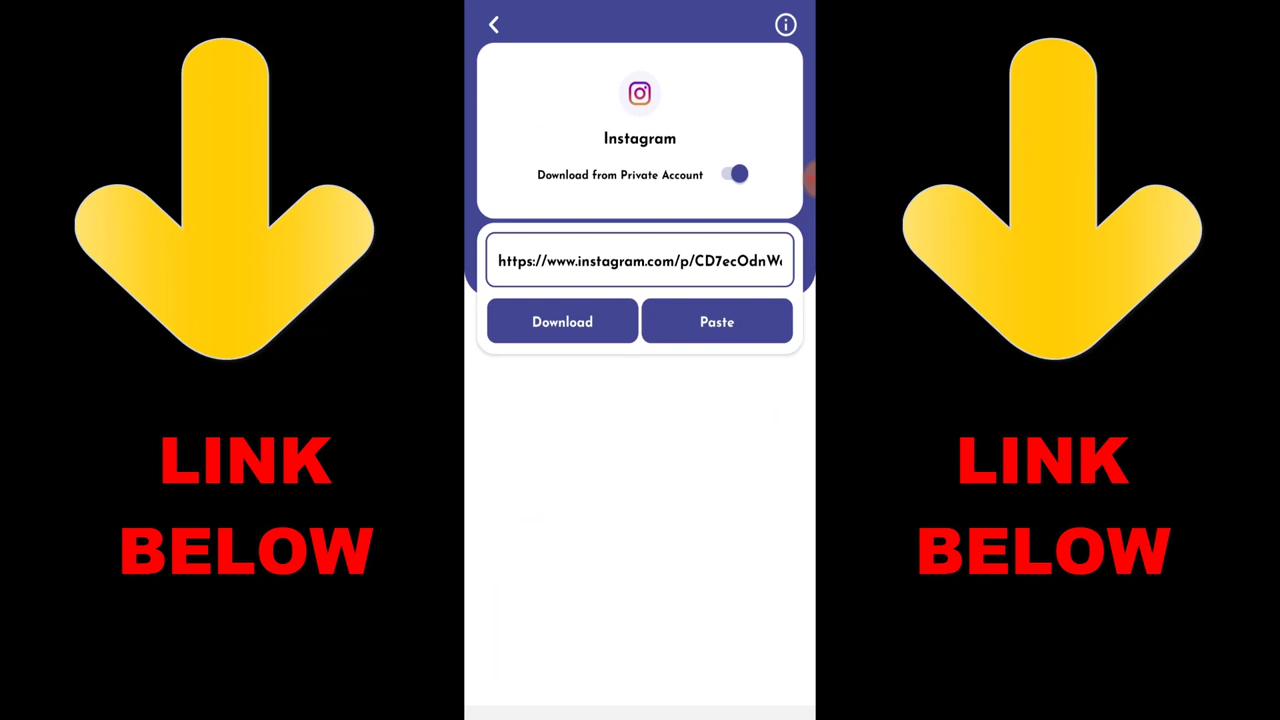 Instagram
Download from Private Account
https://www.instagram.com/p/CD7ecOdnW
Download
Paste
LINK
BELOW
LINK
BELOW